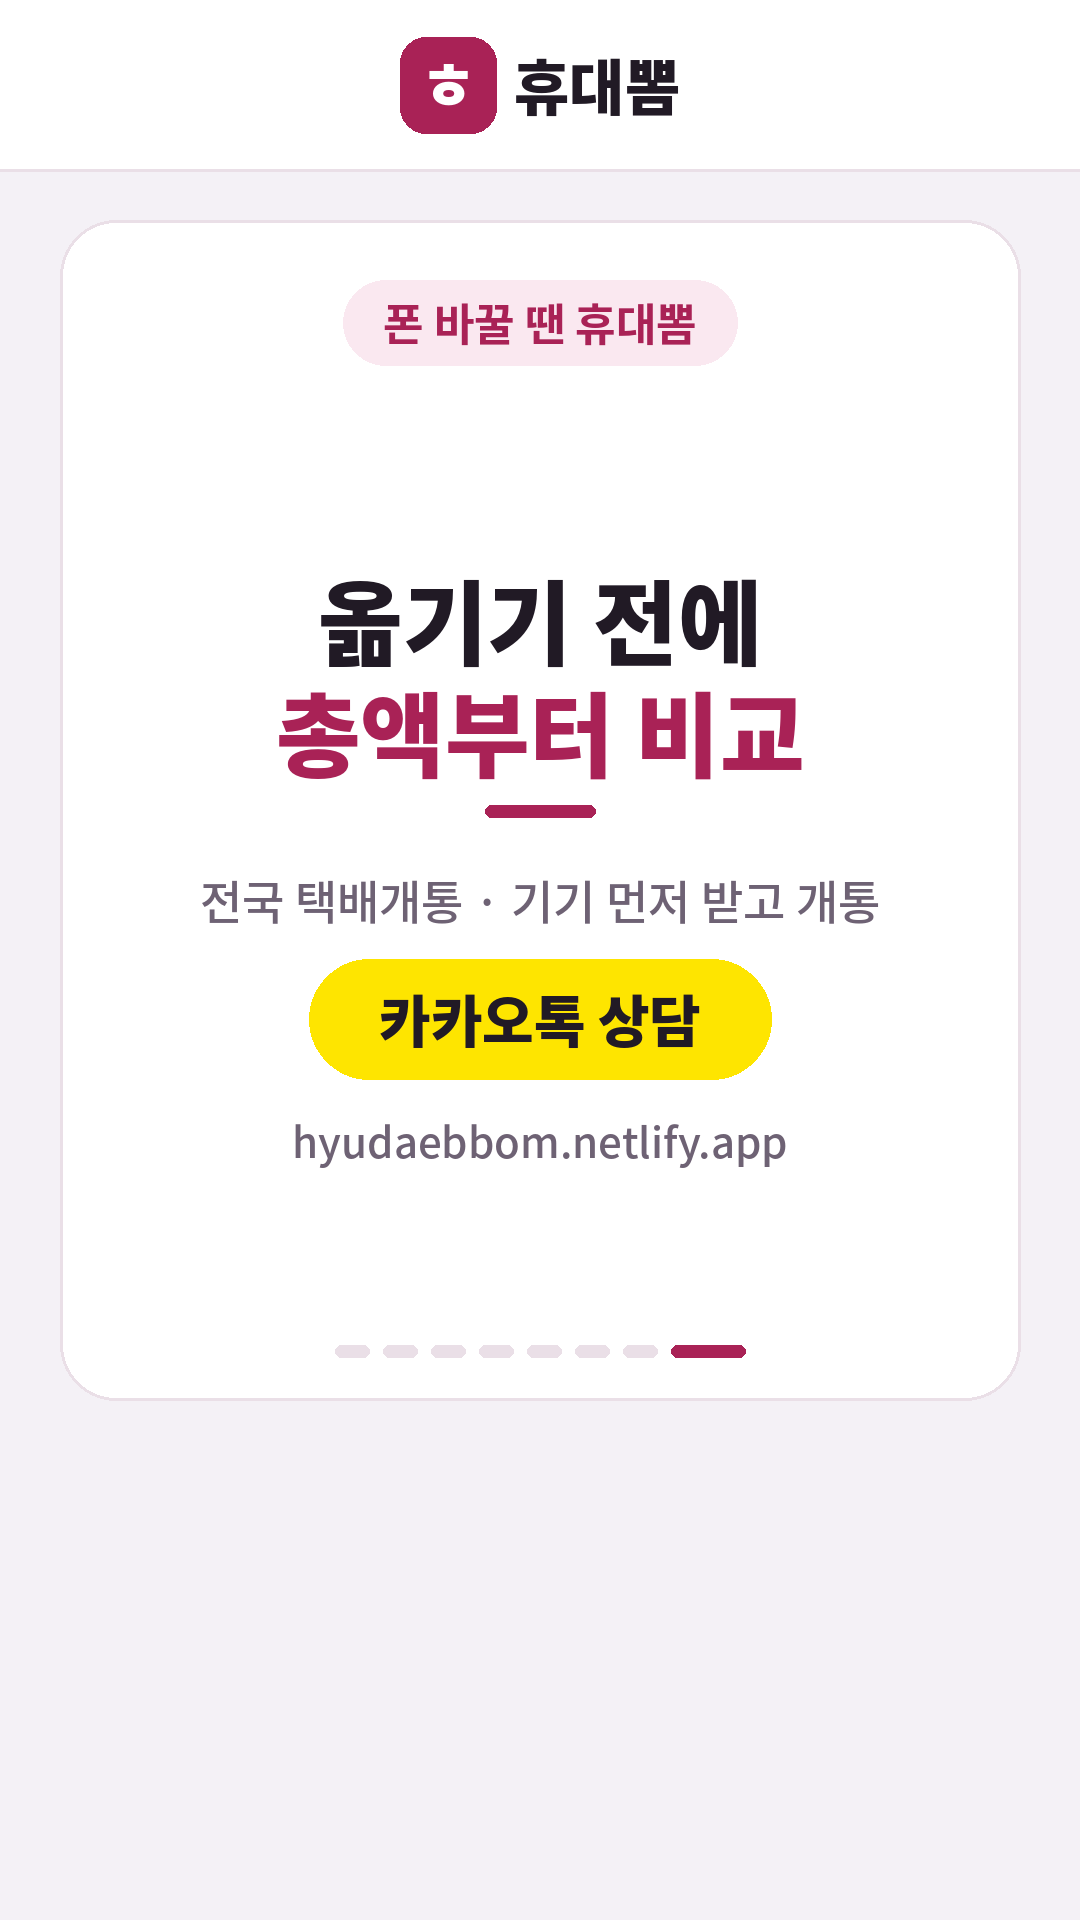 ㅎ 휴대뽐
폰 바꿀 땐 휴대뽐
옮기기 전에
총액부터 비교
전국 택배개통 · 기기 먼저 받고 개통
카카오톡 상담
hyudaebbom.netlify.app